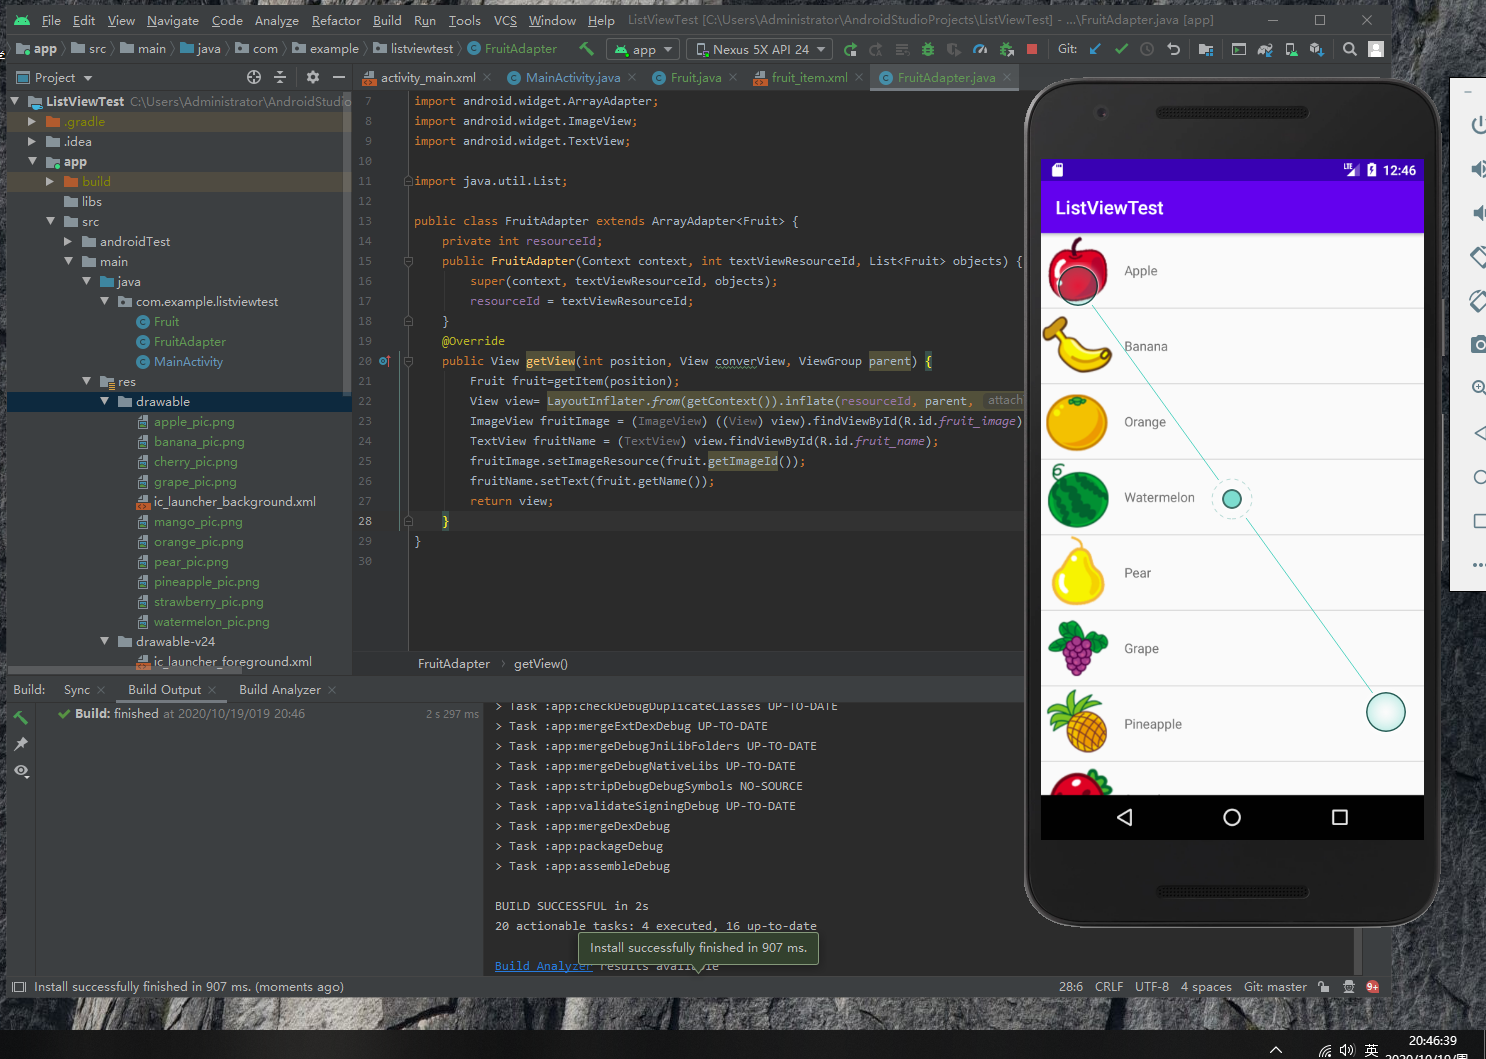 File Edit View Navigate Code Analyze Refactor Build Run Tools VCS Window Help ListViewTest [C:\Users\Administrator\AndroidStudioProjects\ListViewTest] - ...\FruitAdapter.java [app]
app src main java com example listviewtest FruitAdapter app Nexus 5X API 24 Git:
Project
activity_main.xml MainActivity.java Fruit.java fruit_item.xml FruitAdapter.java
ListViewTest C:\Users\Administrator\AndroidStudio
.gradle
.idea
app
build
libs
src
androidTest
main
java
com.example.listviewtest
Fruit
FruitAdapter
MainActivity
res
drawable
apple_pic.png
banana_pic.png
cherry_pic.png
grape_pic.png
ic_launcher_background.xml
mango_pic.png
orange_pic.png
pear_pic.png
pineapple_pic.png
strawberry_pic.png
watermelon_pic.png
drawable-v24
ic_launcher_foreground.xml
7 import android.widget.ArrayAdapter;
8 import android.widget.ImageView;
9 import android.widget.TextView;
10
11 import java.util.List;
12
13 public class FruitAdapter extends ArrayAdapter<Fruit> {
14 private int resourceId;
15 public FruitAdapter(Context context, int textViewResourceId, List<Fruit> objects) {
16 super(context, textViewResourceId, objects);
17 resourceId = textViewResourceId;
18 }
19 @Override
20 public View getView(int position, View converView, ViewGroup parent) {
21 Fruit fruit=getItem(position);
22 View view= LayoutInflater.from(getContext()).inflate(resourceId, parent, attach
23 ImageView fruitImage = (ImageView) ((View) view).findViewById(R.id.fruit_image)
24 TextView fruitName = (TextView) view.findViewById(R.id.fruit_name);
25 fruitImage.setImageResource(fruit.getImageId());
26 fruitName.setText(fruit.getName());
27 return view;
28 }
29 }
30
FruitAdapter getView()
12:46
ListViewTest
Apple
Banana
Orange
Watermelon
Pear
Grape
Pineapple
Build: Sync Build Output Build Analyzer
Build: finished at 2020/10/19/019 20:46 2 s 297 ms
> Task :app:checkDebugDuplicateClasses UP-TO-DATE
> Task :app:mergeExtDexDebug UP-TO-DATE
> Task :app:mergeDebugJniLibFolders UP-TO-DATE
> Task :app:mergeDebugNativeLibs UP-TO-DATE
> Task :app:stripDebugDebugSymbols NO-SOURCE
> Task :app:validateSigningDebug UP-TO-DATE
> Task :app:mergeDexDebug
> Task :app:packageDebug
> Task :app:assembleDebug
BUILD SUCCESSFUL in 2s
20 actionable tasks: 4 executed, 16 up-to-date
Install successfully finished in 907 ms.
Build Analyzer results available
Install successfully finished in 907 ms. (moments ago) 28:6 CRLF UTF-8 4 spaces Git: master 9+
英 20:46:39